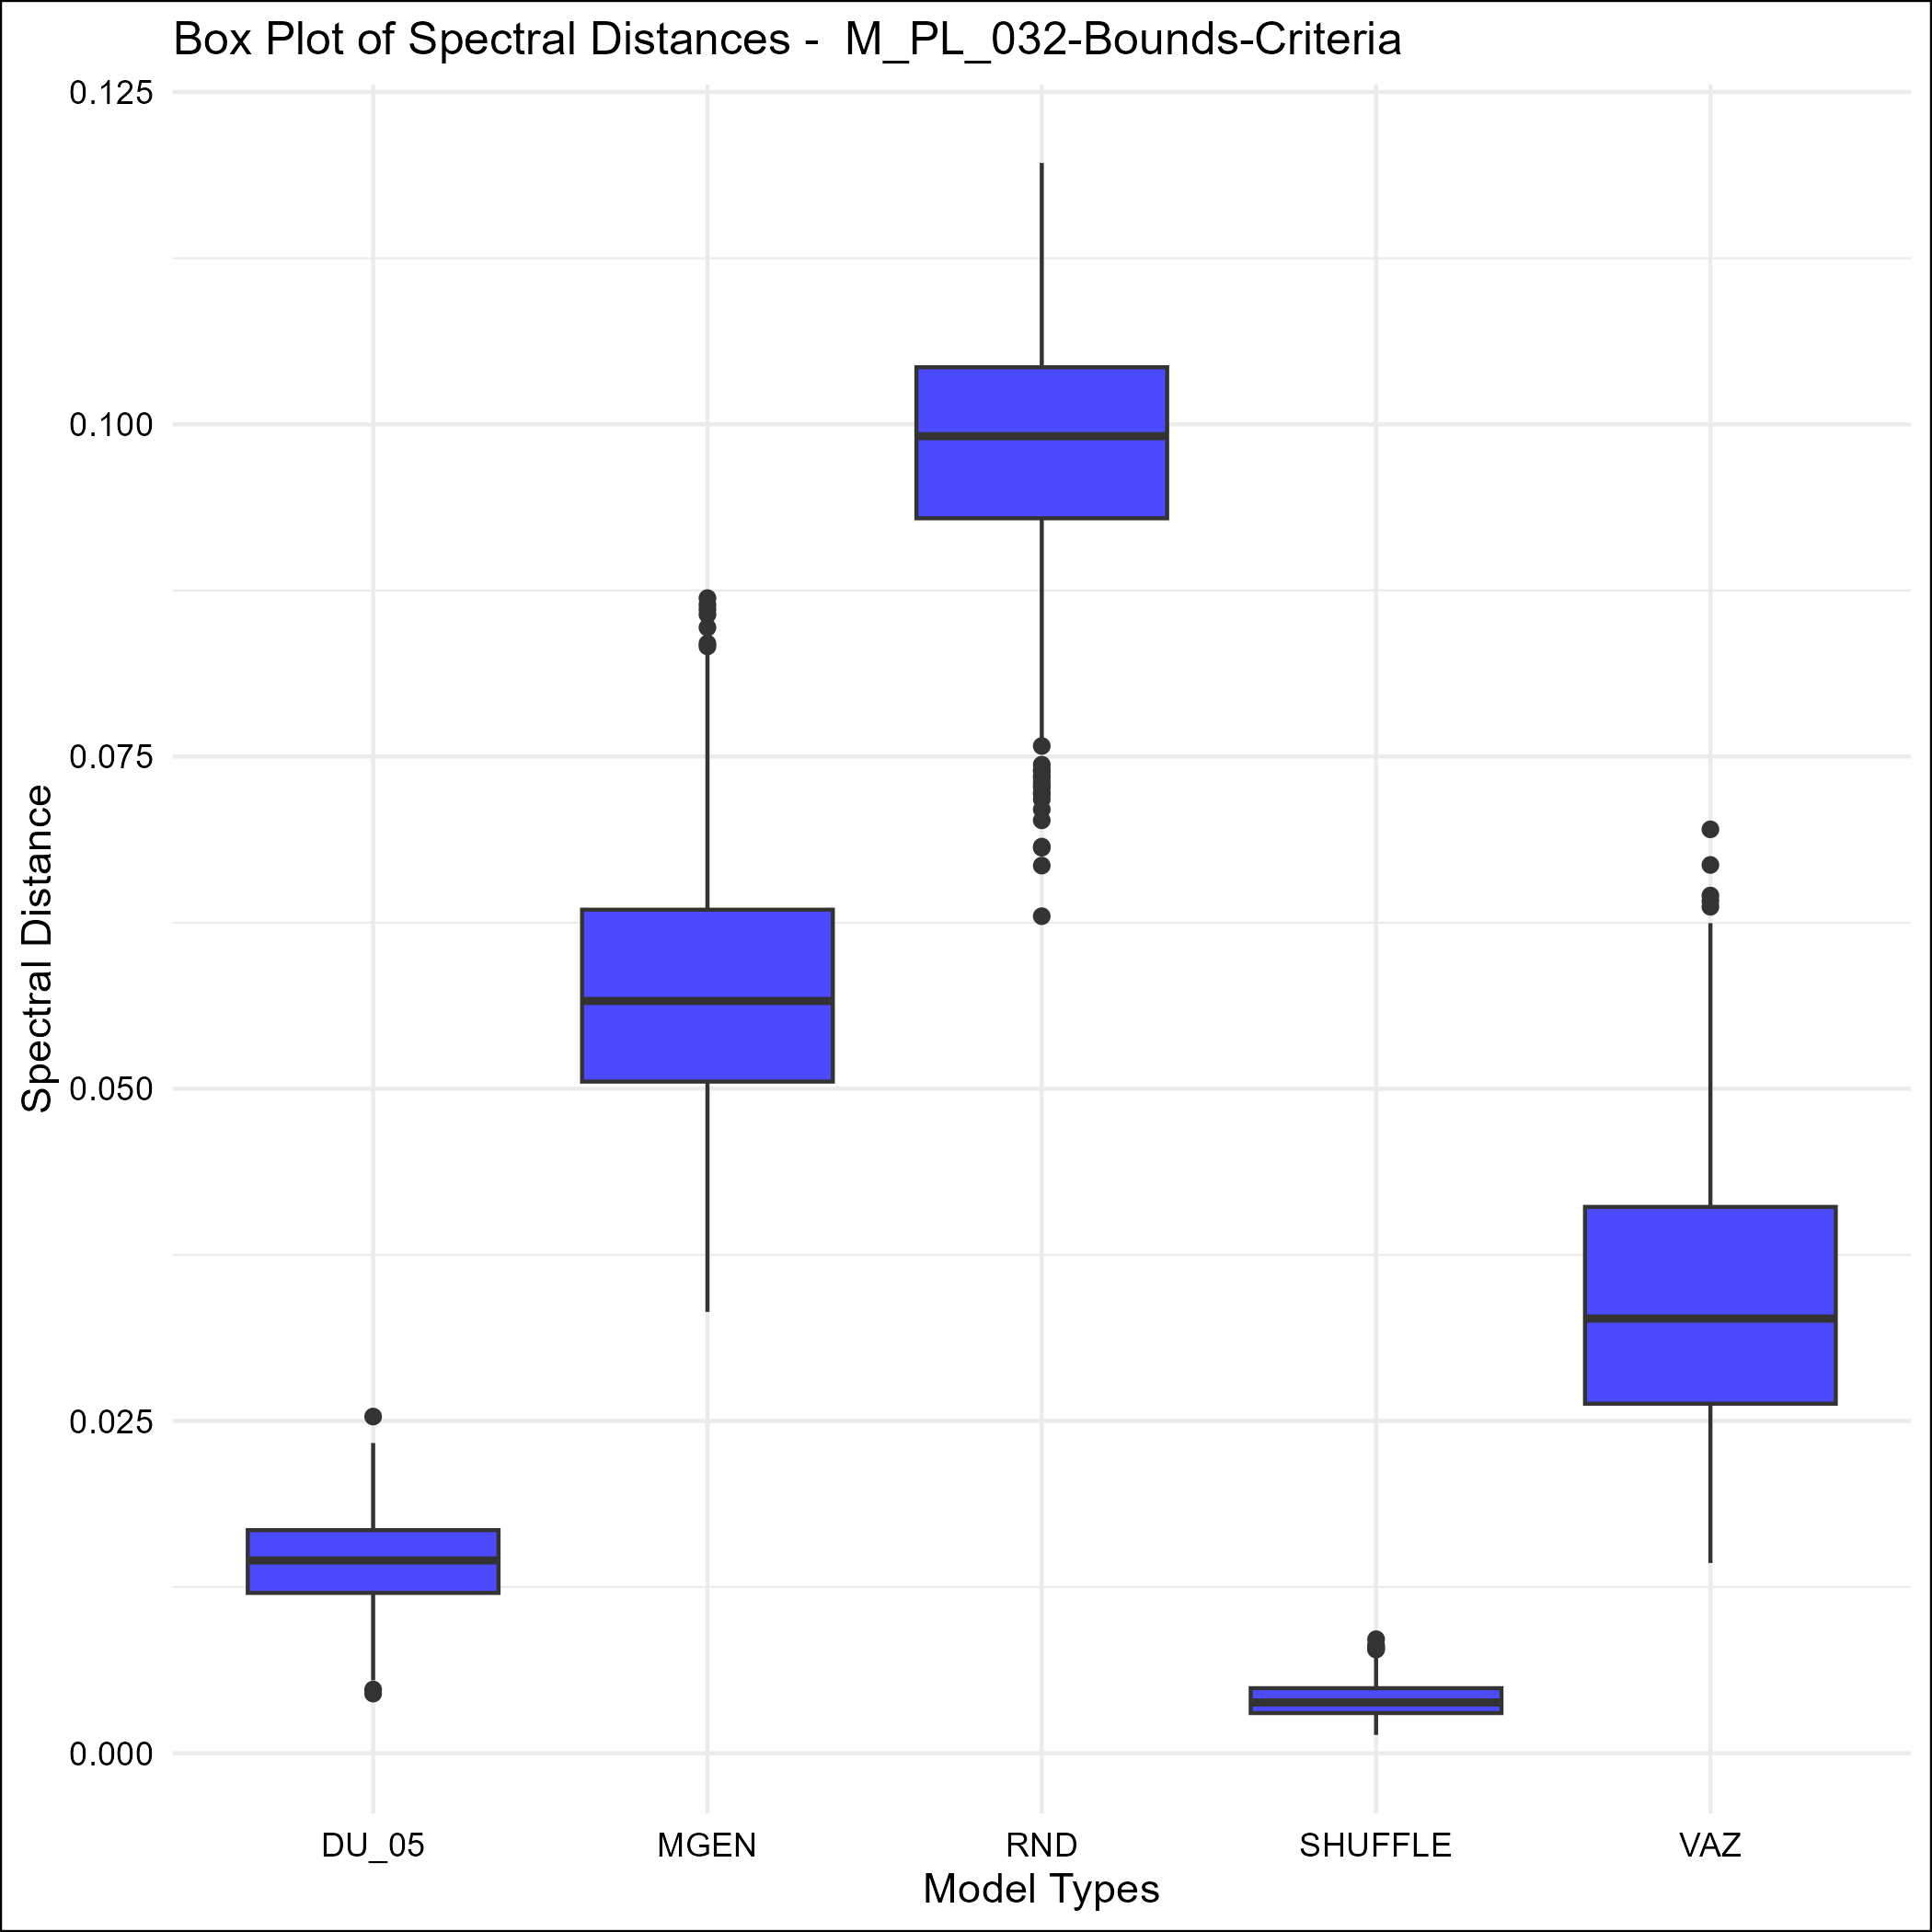 Box Plot of Spectral Distances -  M_PL_032-Bounds-Criteria
0.125
0.100
0.075
0.050
0.025
0.000
Spectral Distance
DU_05 MGEN RND SHUFFLE VAZ
Model Types